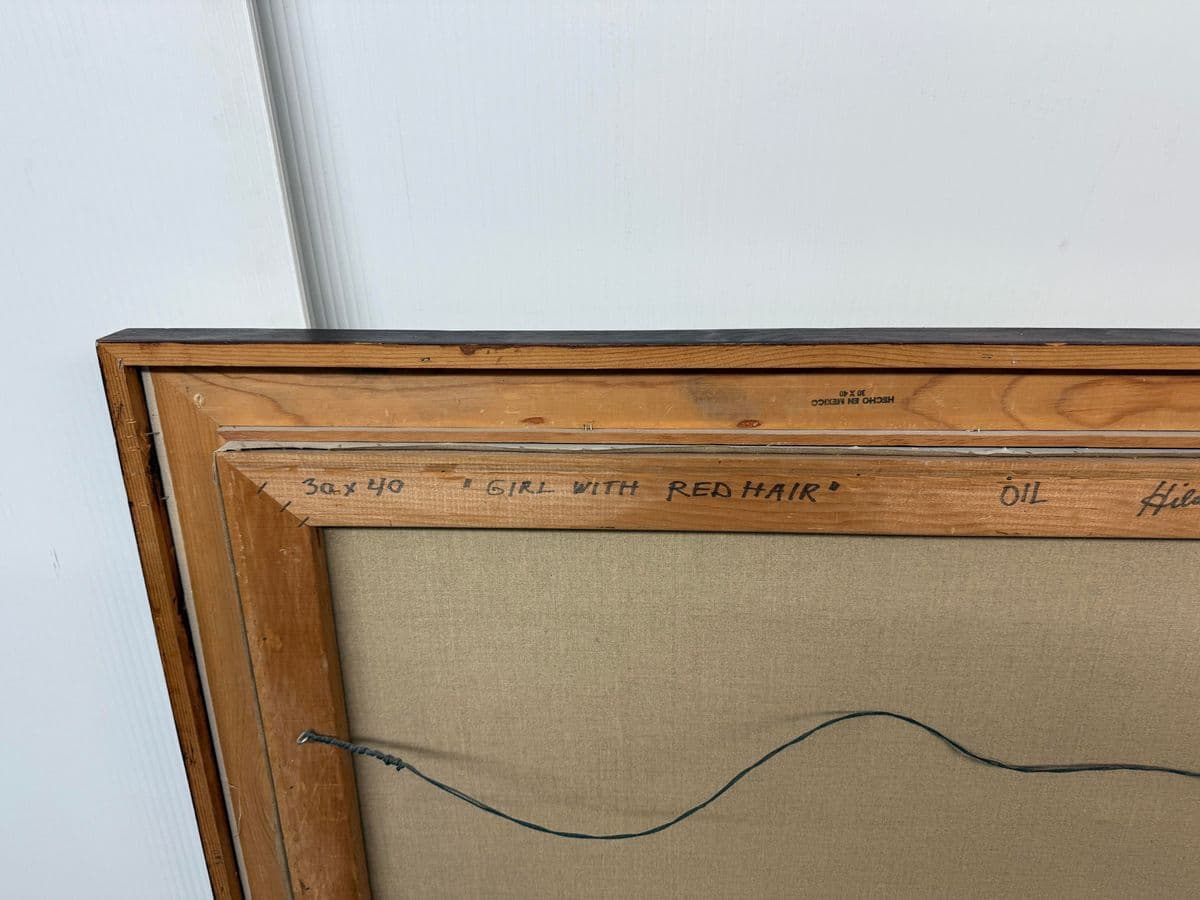 HECHO EN MEXICO
30 X 40
30 x 40 "GIRL WITH RED HAIR" OIL